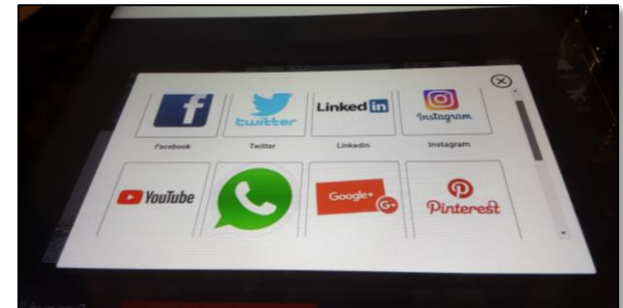 f
twitter
Linked in
Instagram
Facebook
Twitter
LinkedIn
Instagram
YouTube
Google+
G+
Pinterest